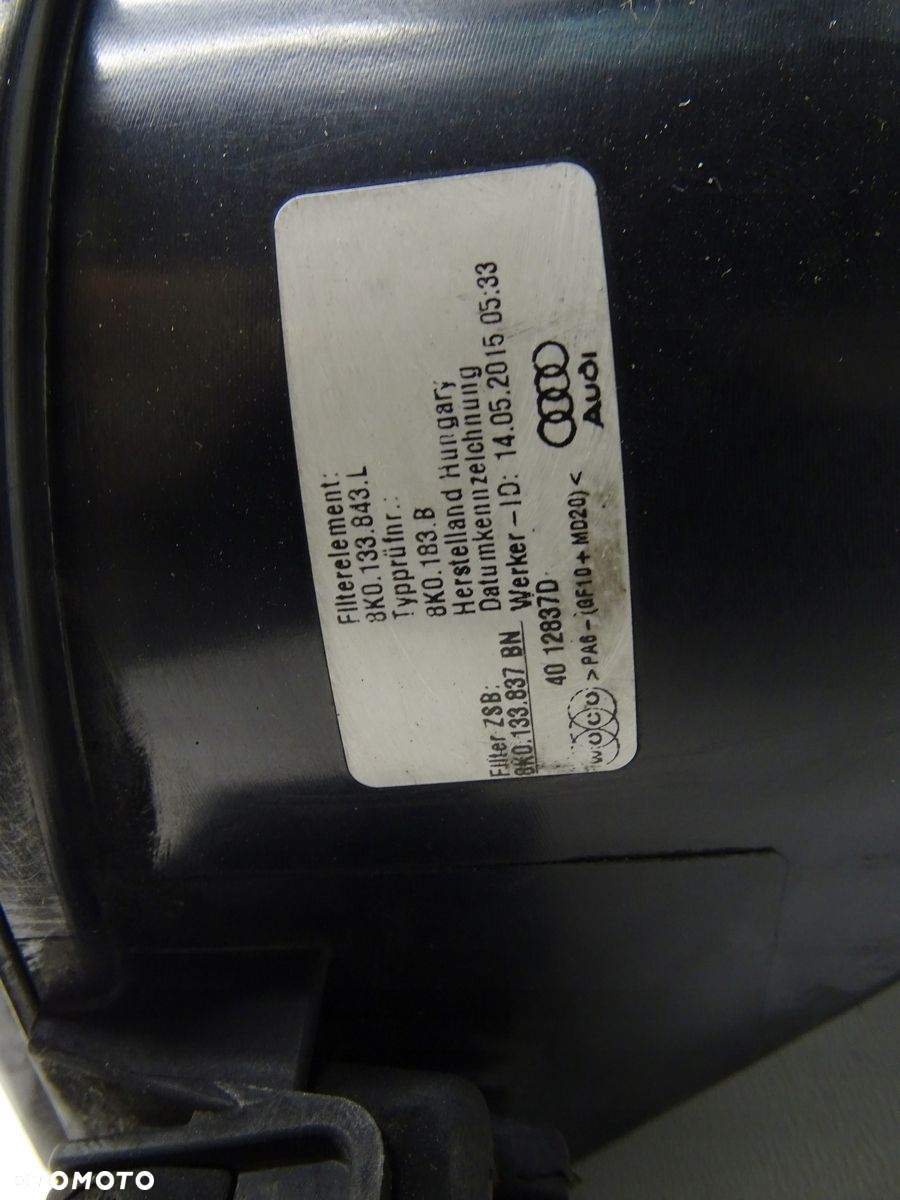 Filterelement:
8K0.133.843.L
Typprüfnr.:
8K0.183.B
Herstelland Hungary
Datumkennzeichnung
Filter ZSB:
Werker-ID: 14.05.2015 05:33
8K0.133.837 BN
40 12837D
AUDI
WOCO >PA6-(GF10+MD20)<
OTOMOTO